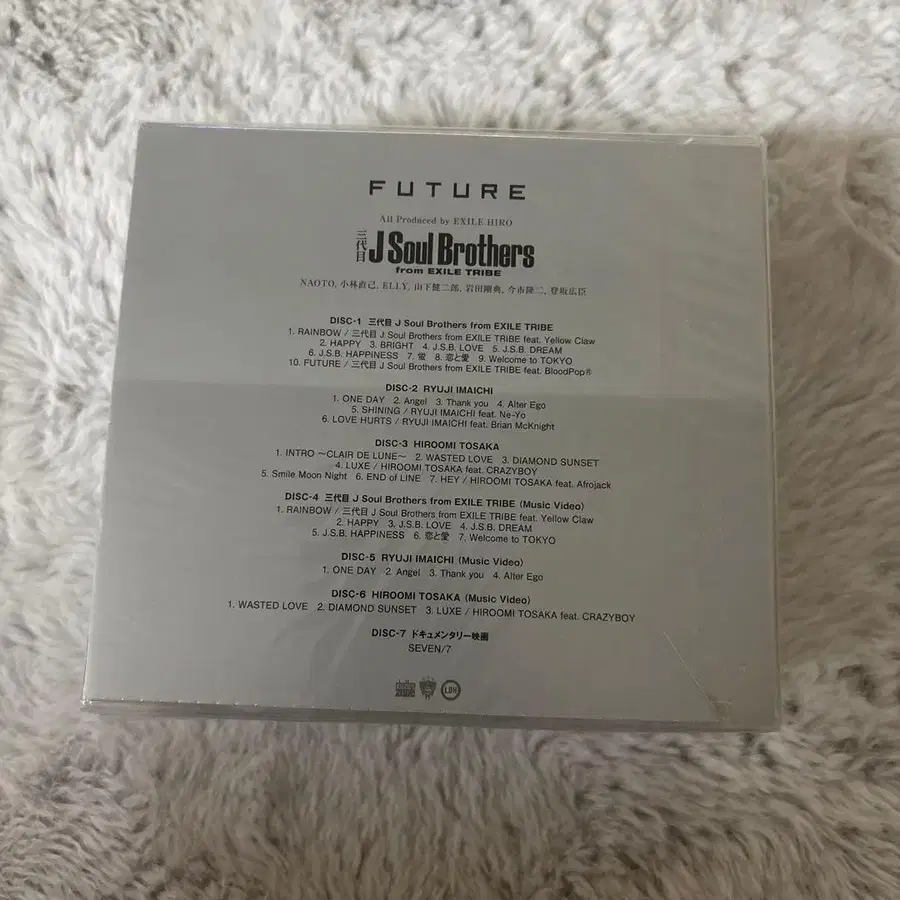 FUTURE
All Produced by EXILE HIRO
三代目 J Soul Brothers
from EXILE TRIBE
NAOTO, 小林直己, ELLY, 山下健二郎, 岩田剛典, 今市隆二, 登坂広臣
DISC-1 三代目 J Soul Brothers from EXILE TRIBE
1. RAINBOW / 三代目 J Soul Brothers from EXILE TRIBE feat. Yellow Claw
2. HAPPY 3. BRIGHT 4. J.S.B. LOVE 5. J.S.B. DREAM
6. J.S.B. HAPPINESS 7. 蛍 8. 恋と愛 9. Welcome to TOKYO
10. FUTURE / 三代目 J Soul Brothers from EXILE TRIBE feat. BloodPop®
DISC-2 RYUJI IMAICHI
1. ONE DAY 2. Angel 3. Thank you 4. Alter Ego
5. SHINING / RYUJI IMAICHI feat. Ne-Yo
6. LOVE HURTS / RYUJI IMAICHI feat. Brian McKnight
DISC-3 HIROOMI TOSAKA
1. INTRO ～CLAIR DE LUNE～ 2. WASTED LOVE 3. DIAMOND SUNSET
4. LUXE / HIROOMI TOSAKA feat. CRAZYBOY
5. Smile Moon Night 6. END of LINE 7. HEY / HIROOMI TOSAKA feat. Afrojack
DISC-4 三代目 J Soul Brothers from EXILE TRIBE (Music Video)
1. RAINBOW / 三代目 J Soul Brothers from EXILE TRIBE feat. Yellow Claw
2. HAPPY 3. J.S.B. LOVE 4. J.S.B. DREAM
5. J.S.B. HAPPINESS 6. 恋と愛 7. Welcome to TOKYO
DISC-5 RYUJI IMAICHI (Music Video)
1. ONE DAY 2. Angel 3. Thank you 4. Alter Ego
DISC-6 HIROOMI TOSAKA (Music Video)
1. WASTED LOVE 2. DIAMOND SUNSET 3. LUXE / HIROOMI TOSAKA feat. CRAZYBOY
DISC-7 ドキュメンタリー映画
SEVEN/7
rhythm zone LDH